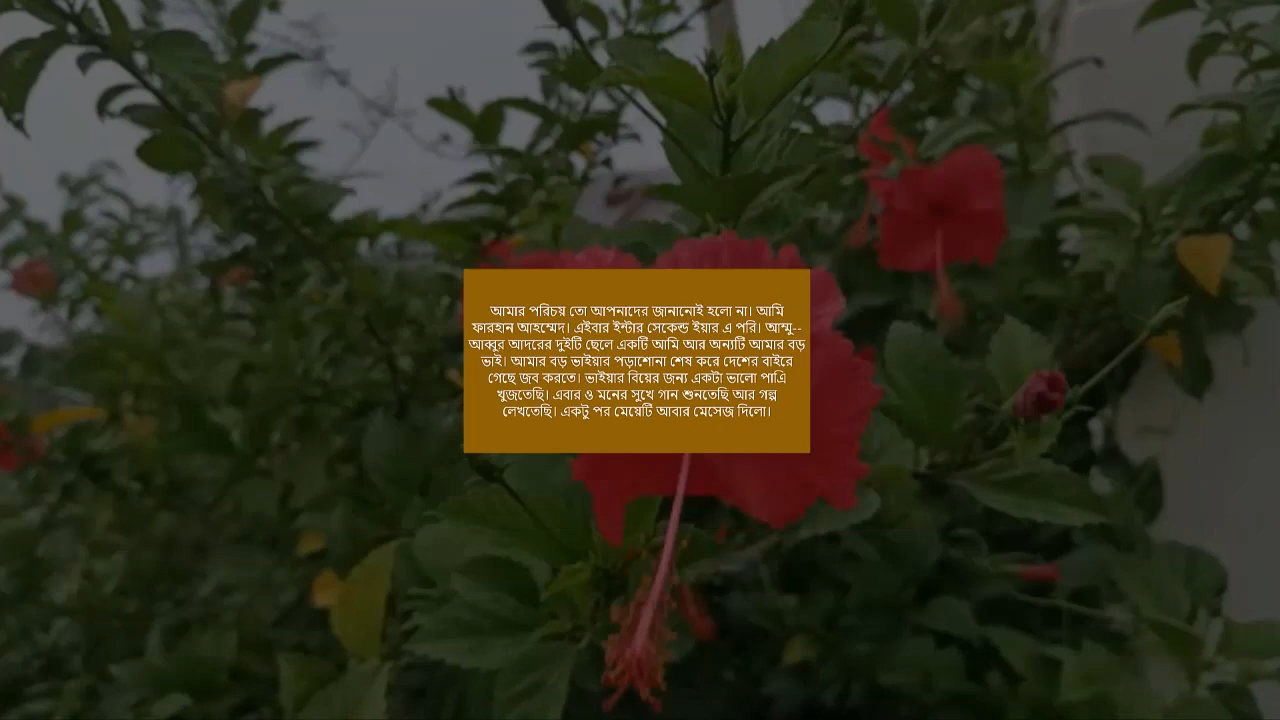 আমার পরিচয় তো আপনাদের জানানোই হলো না। আমি
ফারহান আহম্মেদ। এইবার ইন্টার সেকেন্ড ইয়ার এ পরি। আম্মু--
আব্বুর আদরের দুইটি ছেলে একটি আমি আর অন্যটি আমার বড়
ভাই। আমার বড় ভাইয়ার পড়াশোনা শেষ করে দেশের বাইরে
গেছে জব করতে। ভাইয়ার বিয়ের জন্য একটা ভালো পাত্রি
খুজতেছি। এবার ও মনের সুখে গান শুনতেছি আর গল্প
লেখতেছি। একটু পর মেয়েটি আবার মেসেজ দিলো।